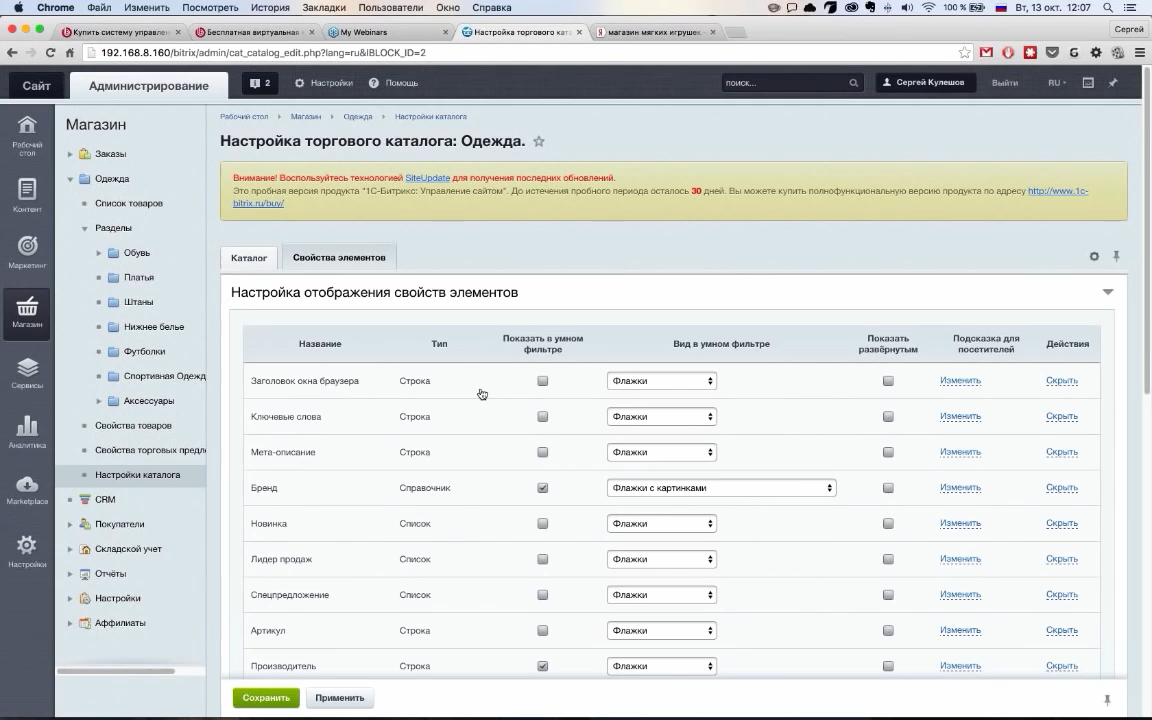 Chrome Файл Изменить Посмотреть История Закладки Пользователи Окно Справка 100 % Вт, 13 окт. 12:07
Купить систему управлен Бесплатная виртуальная My Webinars Настройка торгового кат магазин мягких игрушек Сергей
192.168.8.160/bitrix/admin/cat_catalog_edit.php?lang=ru&IBLOCK_ID=2
Сайт Администрирование 2 Настройки Помощь поиск... Сергей Кулешов Выйти RU
Рабочий стол
Контент
Маркетинг
Магазин
Сервисы
Аналитика
Marketplace
Настройки
Магазин
Заказы
Одежда
Список товаров
Разделы
Обувь
Платья
Штаны
Нижнее белье
Футболки
Спортивная Одежд
Аксессуары
Свойства товаров
Свойства торговых предл
Настройки каталога
CRM
Покупатели
Складской учет
Отчёты
Настройки
Аффилиаты
Рабочий стол Магазин Одежда Настройки каталога
Настройка торгового каталога: Одежда.
Внимание! Воспользуйтесь технологией SiteUpdate для получения последних обновлений.
Это пробная версия продукта "1С-Битрикс: Управление сайтом". До истечения пробного периода осталось 30 дней. Вы можете купить полнофункциональную версию продукта по адресу http://www.1c-
bitrix.ru/buy/
Каталог Свойства элементов
Настройка отображения свойств элементов
Название Тип Показать в умном фильтре Вид в умном фильтре Показать развёрнутым Подсказка для посетителей Действия
Заголовок окна браузера Строка Флажки Изменить Скрыть
Ключевые слова Строка Флажки Изменить Скрыть
Мета-описание Строка Флажки Изменить Скрыть
Бренд Справочник Флажки с картинками Изменить Скрыть
Новинка Список Флажки Изменить Скрыть
Лидер продаж Список Флажки Изменить Скрыть
Спецпредложение Список Флажки Изменить Скрыть
Артикул Строка Флажки Изменить Скрыть
Производитель Строка Флажки Изменить Скрыть
Сохранить Применить